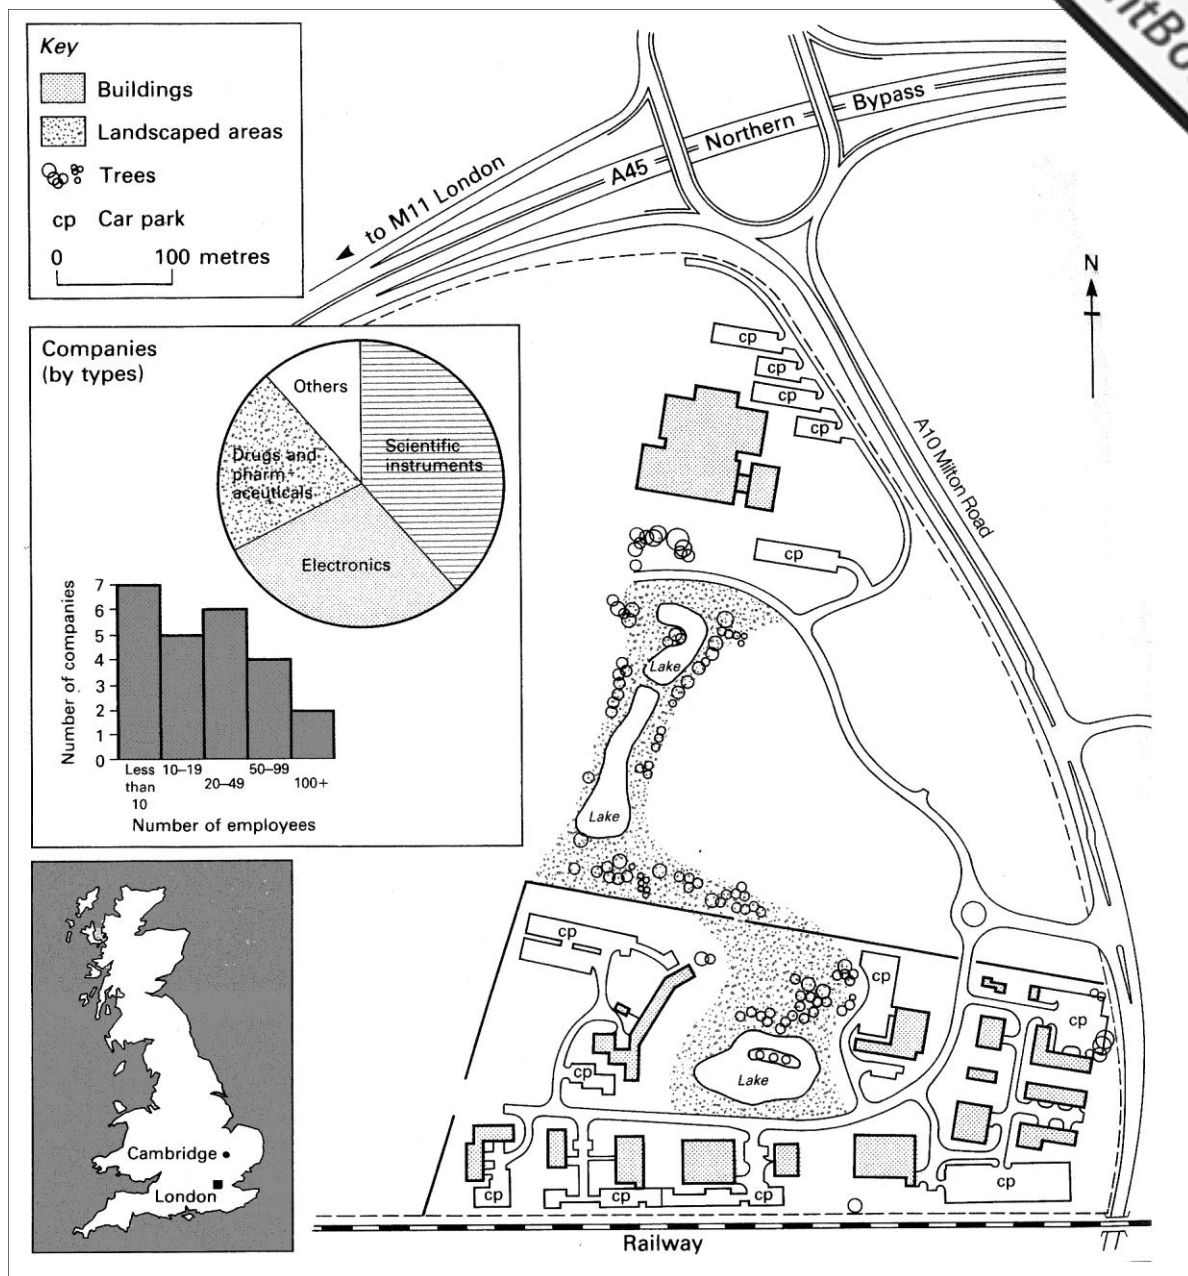 Key
Buildings
Landscaped areas
Trees
cp Car park
0 100 metres
to M11 London
A45 Northern Bypass
N
A10 Milton Road
Companies
(by types)
Others
Scientific
instruments
Drugs and
pharm-
aceuticals
Electronics
Number of companies
7
6
5
4
3
2
1
0
Less
than
10
10–19
20–49
50–99
100+
Number of employees
cp
cp
cp
cp
cp
Lake
Lake
cp
cp
cp
cp
Lake
cp
cp
cp
cp
Cambridge
London
Railway